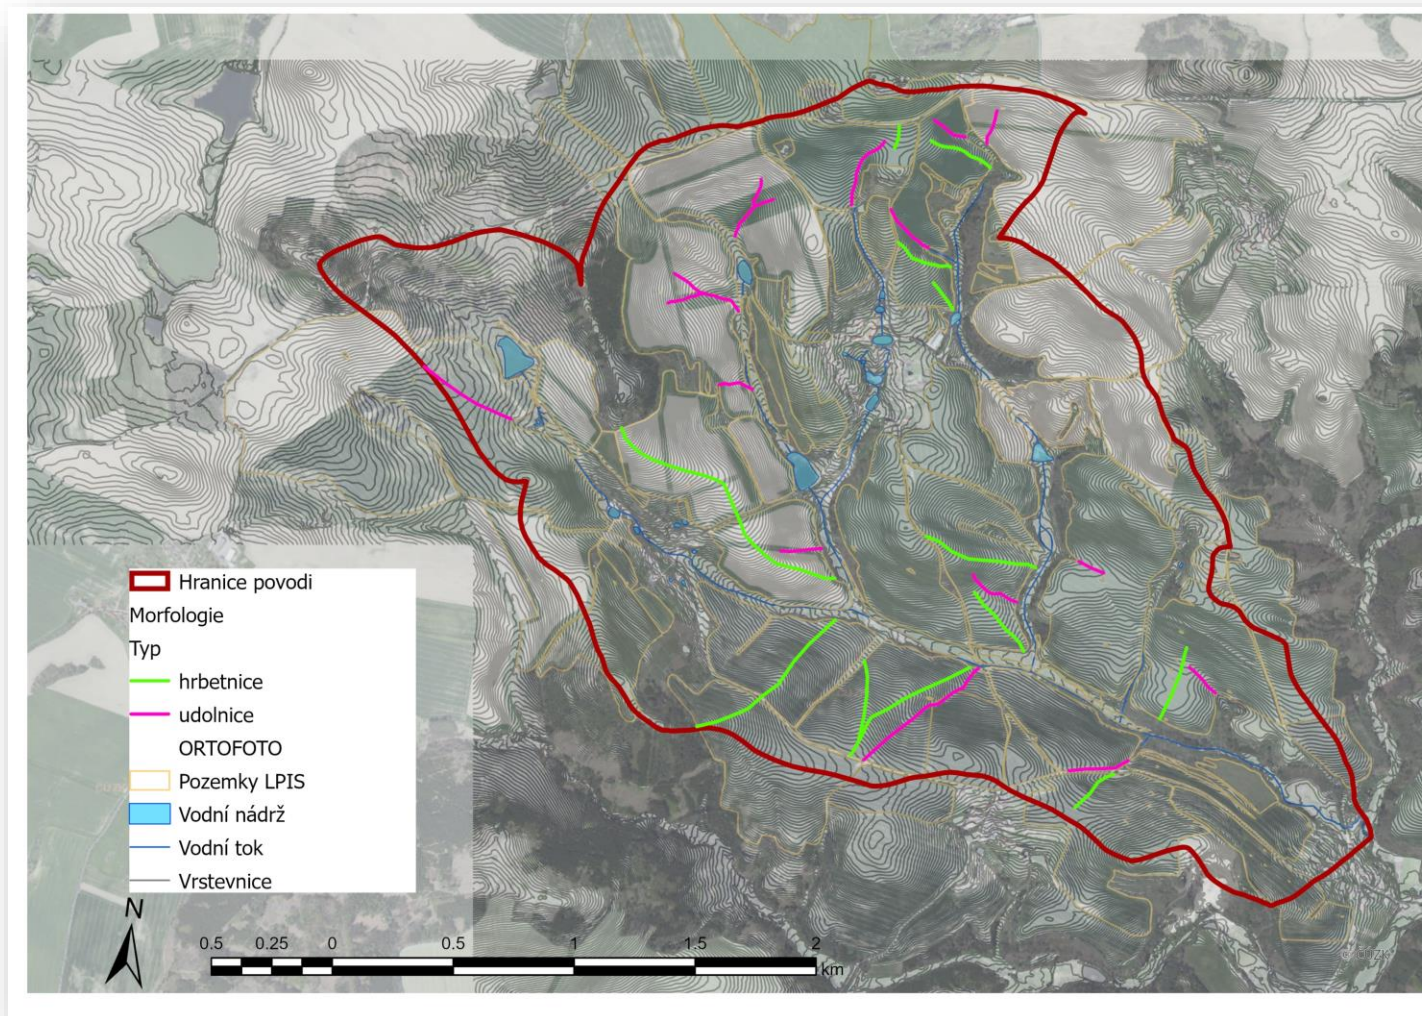 Hranice povodi
Morfologie
Typ
hrbetnice
udolnice
ORTOFOTO
Pozemky LPIS
Vodní nádrž
Vodní tok
Vrstevnice
N
0.5 0.25 0 0.5 1 1.5 2
km